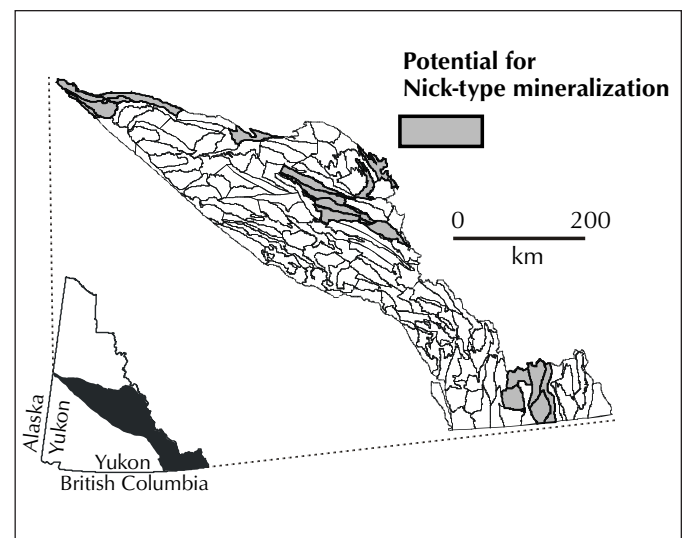 Potential for
Nick-type mineralization
0 200
km
Alaska
Yukon
Yukon
British Columbia